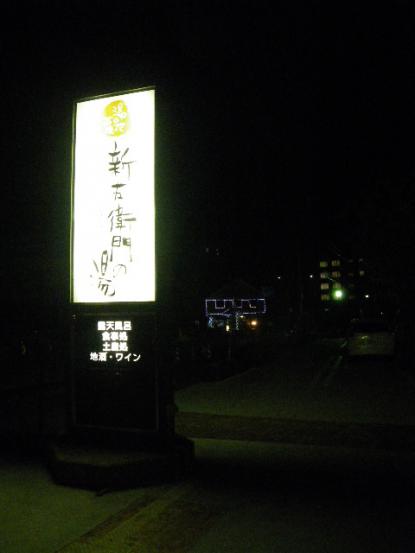 新右衛門の湯
露天風呂
食事処
土産処
地酒・ワイン